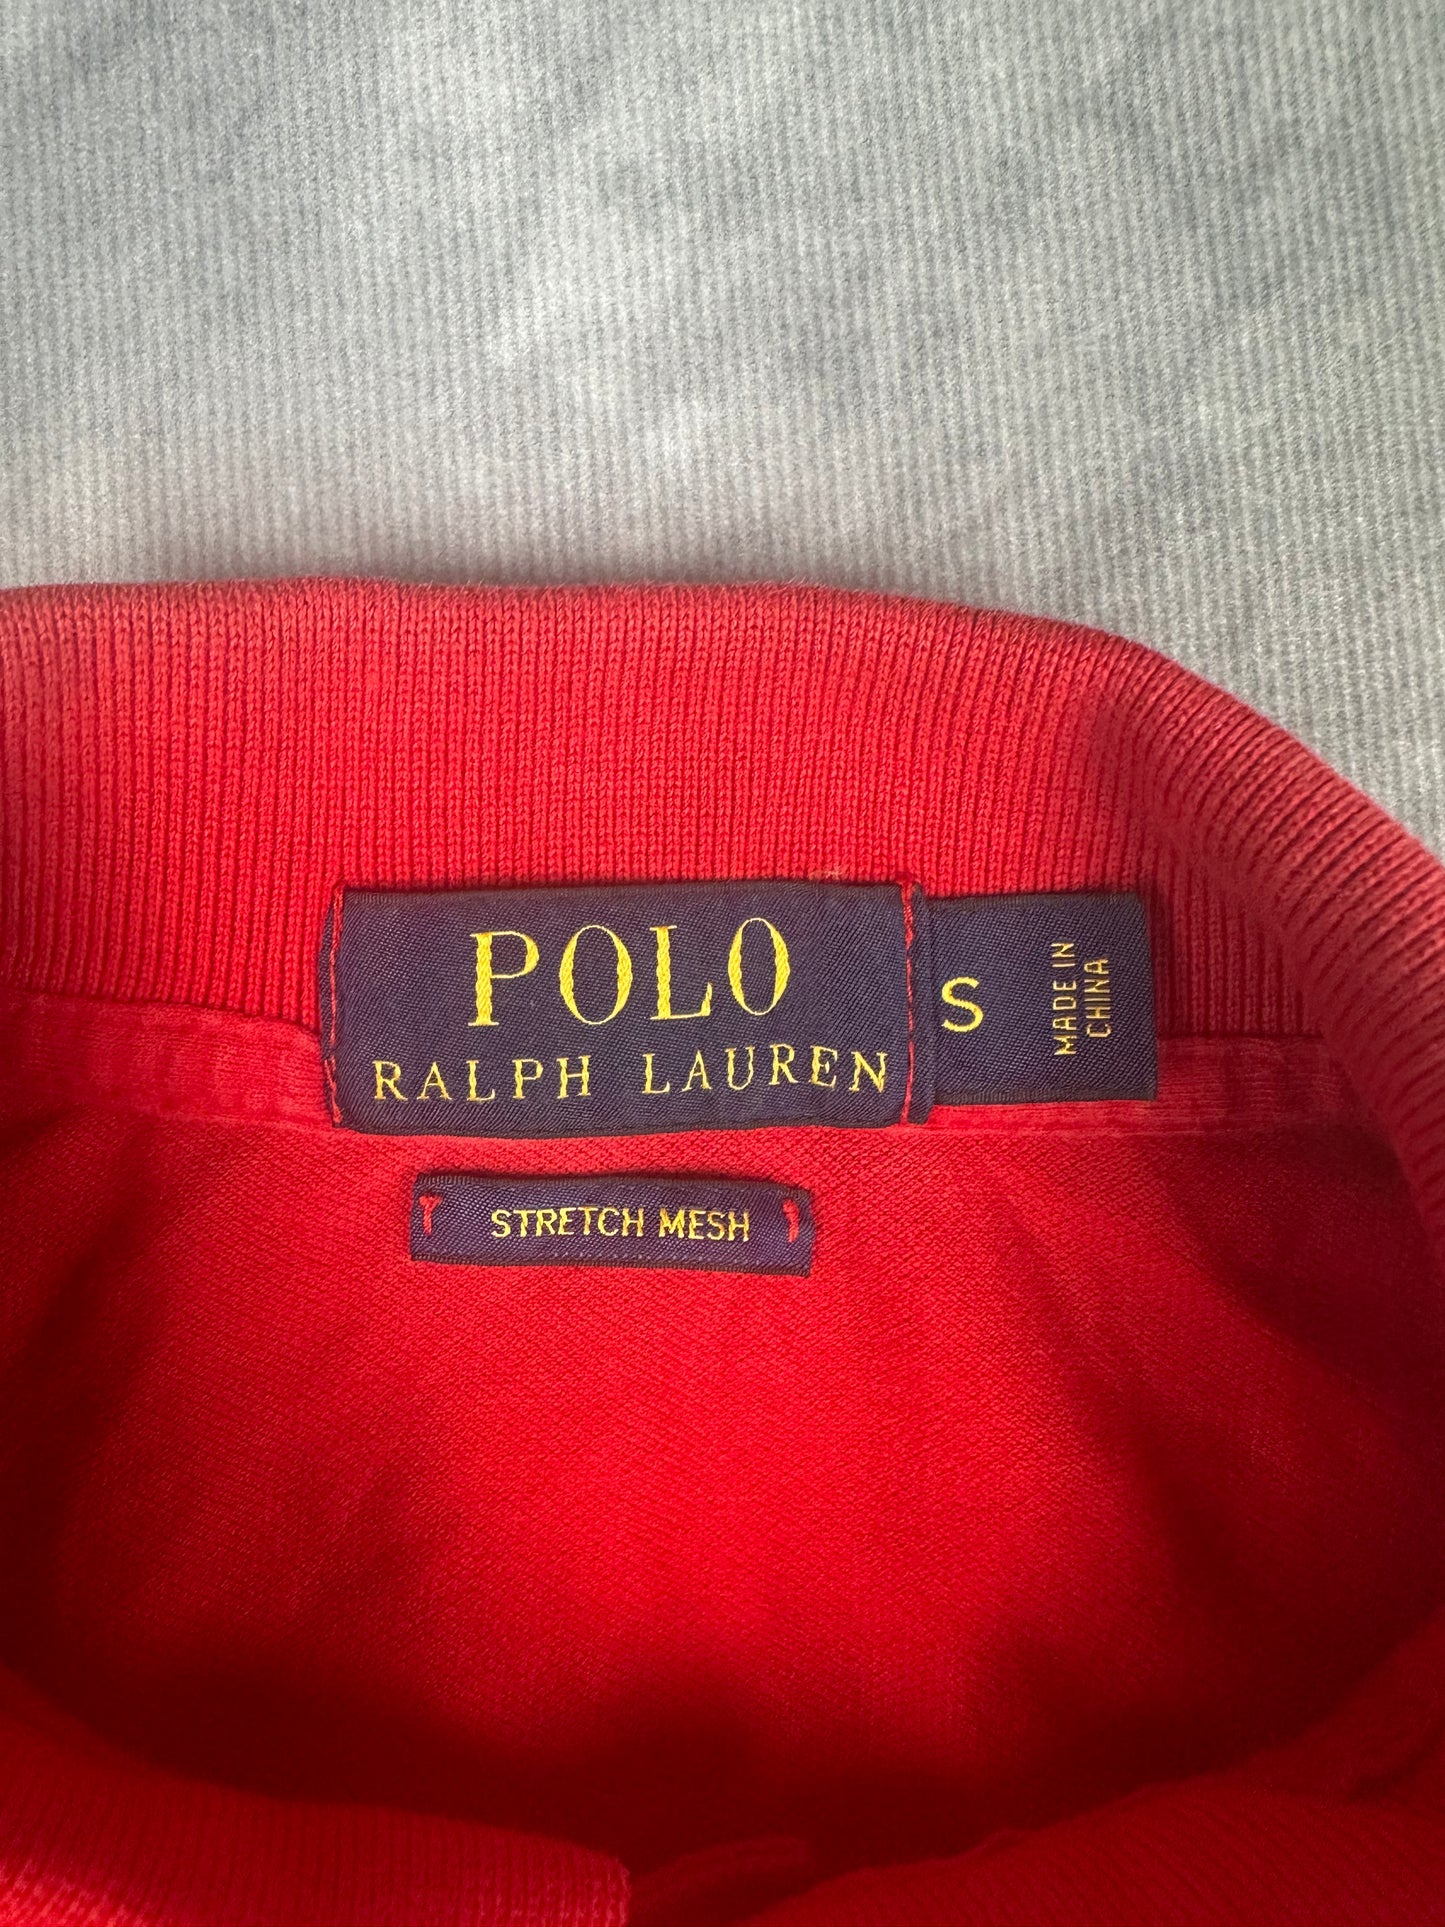 POLO
RALPH LAUREN
S
MADE IN
CHINA
STRETCH MESH